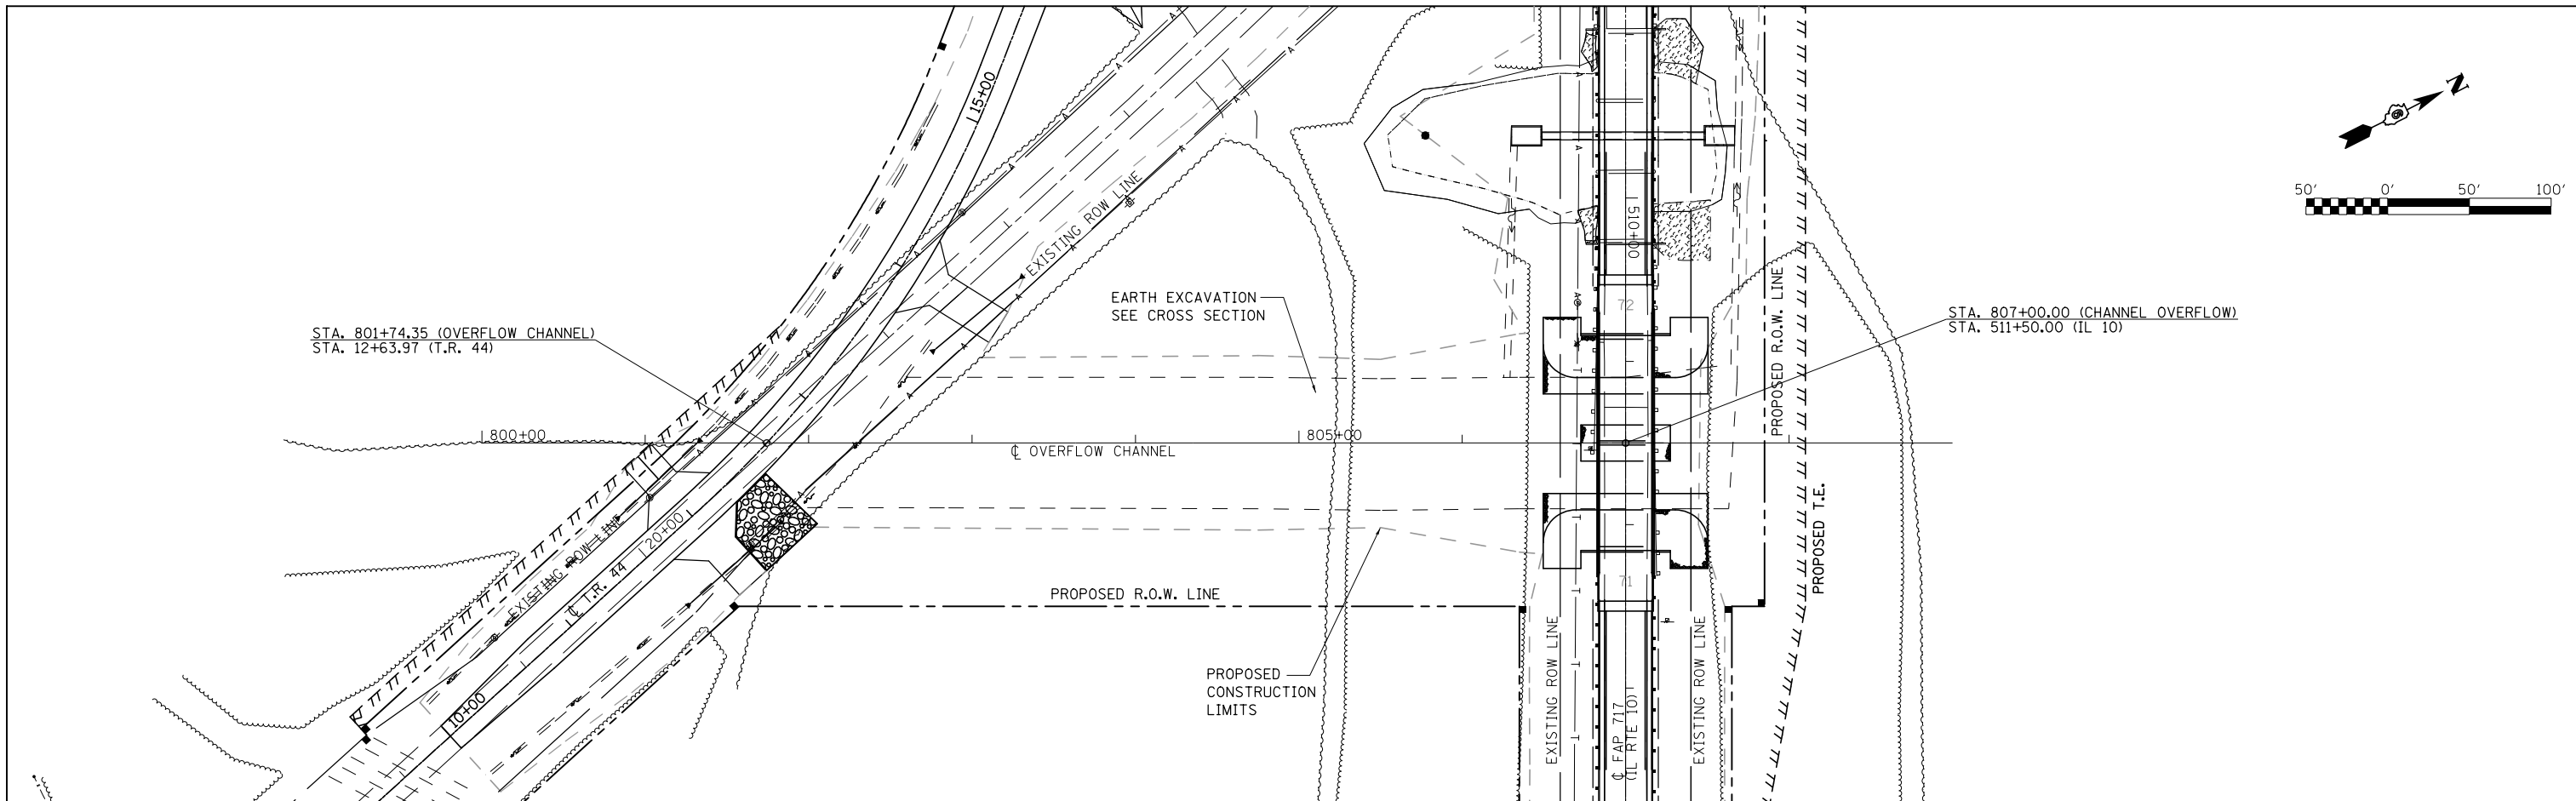 15+00
N
50' 0' 50' 100'
EXISTING ROW LINE
510+00
EARTH EXCAVATION
SEE CROSS SECTION
72
PROPOSED R.O.W. LINE
STA. 801+74.35 (OVERFLOW CHANNEL)
STA. 12+63.97 (T.R. 44)
STA. 807+00.00 (CHANNEL OVERFLOW)
STA. 511+50.00 (IL 10)
800+00
805+00
℄ OVERFLOW CHANNEL
EXISTING ROW LINE
20+00
℄ T.R. 44
10+00
PROPOSED R.O.W. LINE
71
PROPOSED T.E.
PROPOSED
CONSTRUCTION
LIMITS
EXISTING ROW LINE
℄ FAP 717
(IL RTE 10)
EXISTING ROW LINE